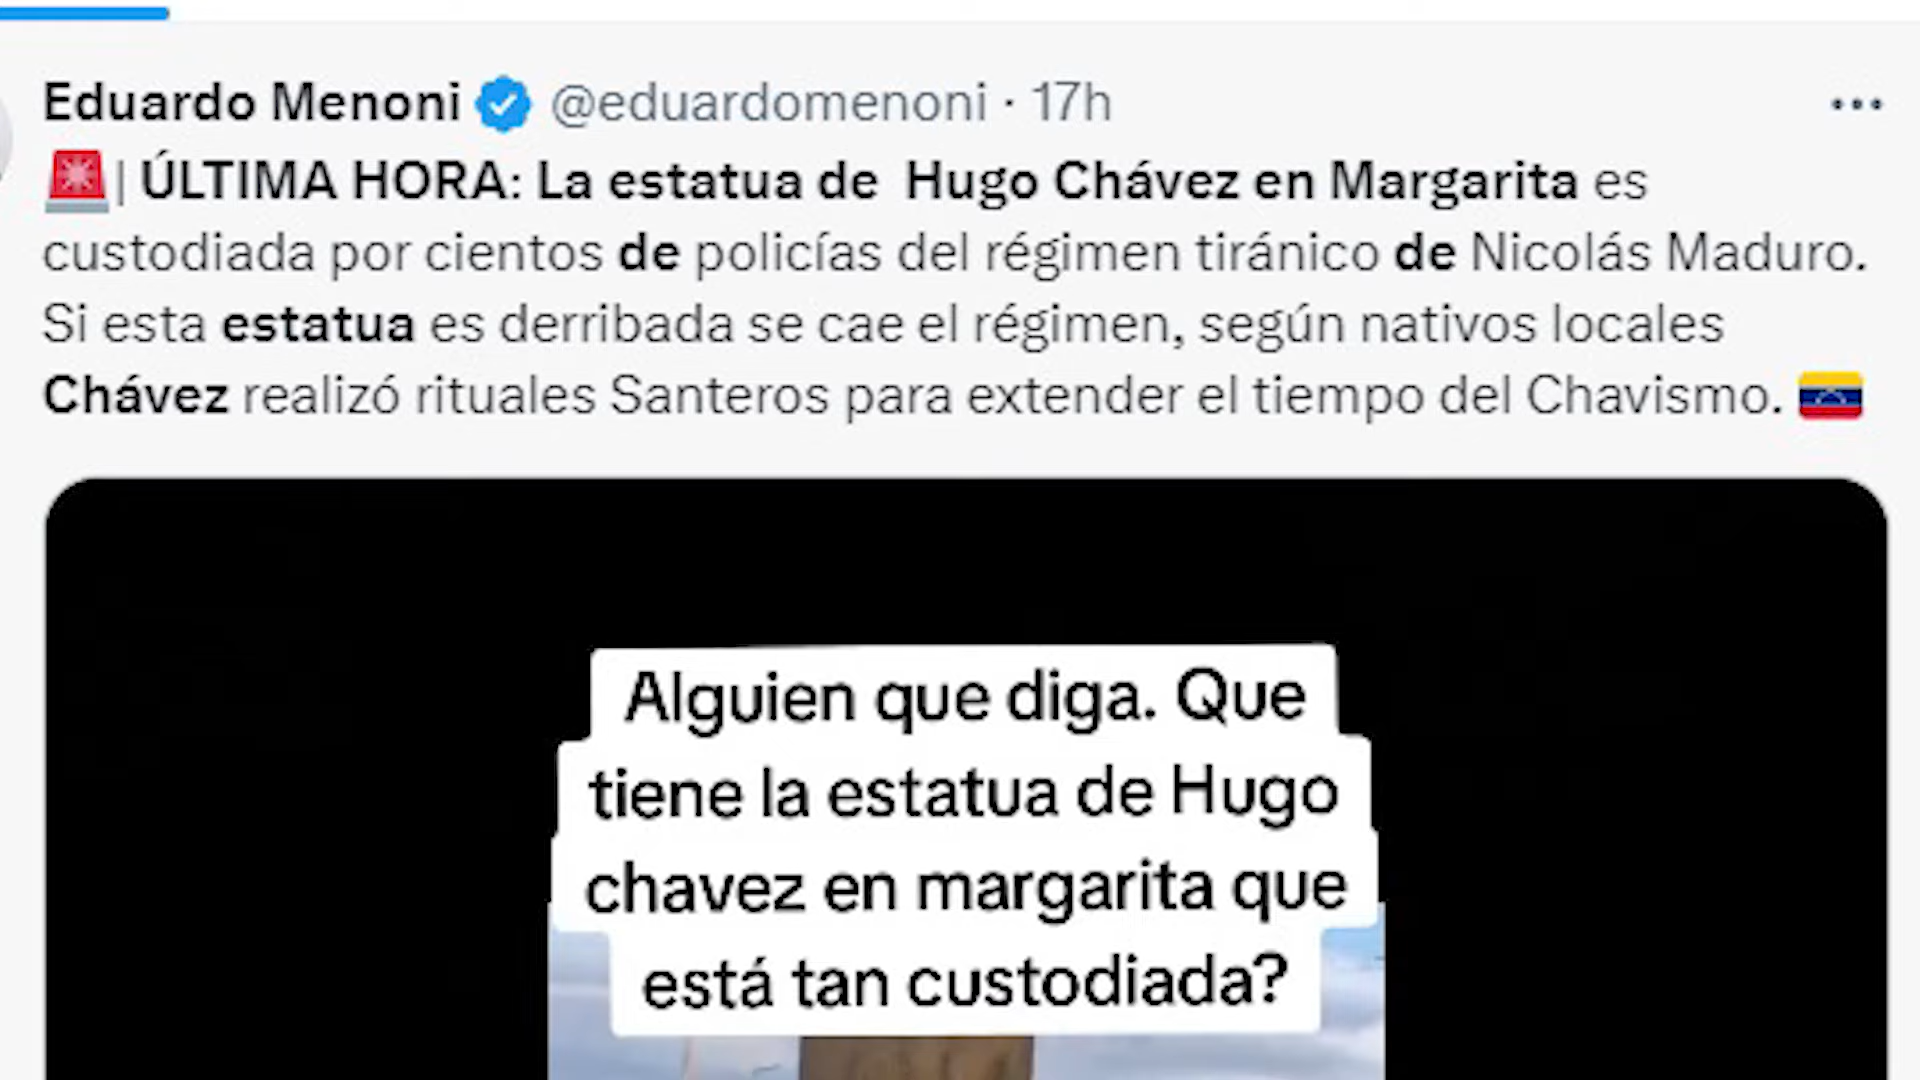 Eduardo Menoni @eduardomenoni · 17h
🚨| ÚLTIMA HORA: La estatua de Hugo Chávez en Margarita es
custodiada por cientos de policías del régimen tiránico de Nicolás Maduro.
Si esta estatua es derribada se cae el régimen, según nativos locales
Chávez realizó rituales Santeros para extender el tiempo del Chavismo. 🇻🇪
Alguien que diga. Que
tiene la estatua de Hugo
chavez en margarita que
está tan custodiada?